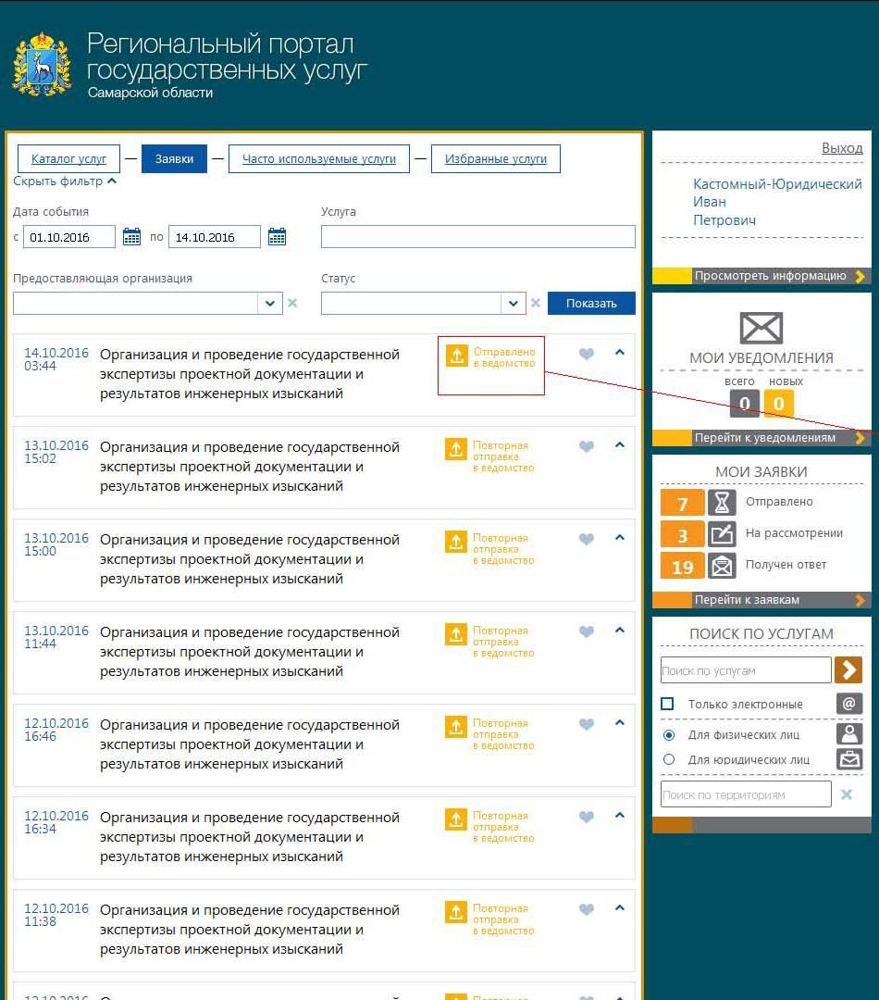 Региональный портал
государственных услуг
Самарской области
Каталог услуг
Заявки
Часто используемые услуги
Избранные услуги
Скрыть фильтр
Дата события
Услуга
с 01.10.2016 по 14.10.2016
Предоставляющая организация
Статус
Показать
14.10.2016
03:44
Организация и проведение государственной
экспертизы проектной документации и
результатов инженерных изысканий
Отправлено
в ведомство
13.10.2016
15:02
Организация и проведение государственной
экспертизы проектной документации и
результатов инженерных изысканий
Повторная
отправка
в ведомство
13.10.2016
15:00
Организация и проведение государственной
экспертизы проектной документации и
результатов инженерных изысканий
Повторная
отправка
в ведомство
13.10.2016
11:44
Организация и проведение государственной
экспертизы проектной документации и
результатов инженерных изысканий
Повторная
отправка
в ведомство
12.10.2016
16:46
Организация и проведение государственной
экспертизы проектной документации и
результатов инженерных изысканий
Повторная
отправка
в ведомство
12.10.2016
16:34
Организация и проведение государственной
экспертизы проектной документации и
результатов инженерных изысканий
Повторная
отправка
в ведомство
12.10.2016
11:38
Организация и проведение государственной
экспертизы проектной документации и
результатов инженерных изысканий
Повторная
отправка
в ведомство
Выход
Кастомный-Юридический
Иван
Петрович
Просмотреть информацию
МОИ УВЕДОМЛЕНИЯ
всего новых
0 0
Перейти к уведомлениям
МОИ ЗАЯВКИ
7 Отправлено
3 На рассмотрении
19 Получен ответ
Перейти к заявкам
ПОИСК ПО УСЛУГАМ
Поиск по услугам
Только электронные @
Для физических лиц
Для юридических лиц
Поиск по территориям